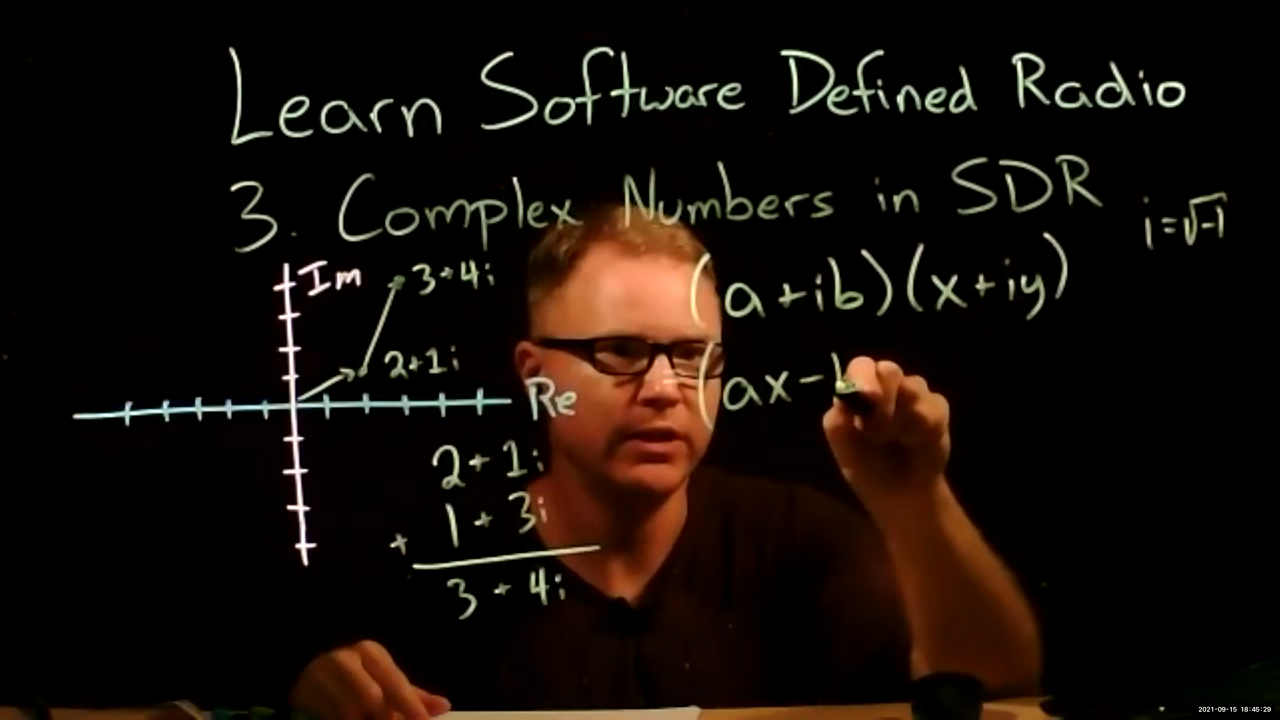 Learn Software Defined Radio
3. Complex Numbers in SDR
i=√-1
Im
3+4i
(a+ib)(x+iy)
2+1i
(ax-b
Re
2+1i
+ 1+3i
3+4i
2021-09-15 18:45:29